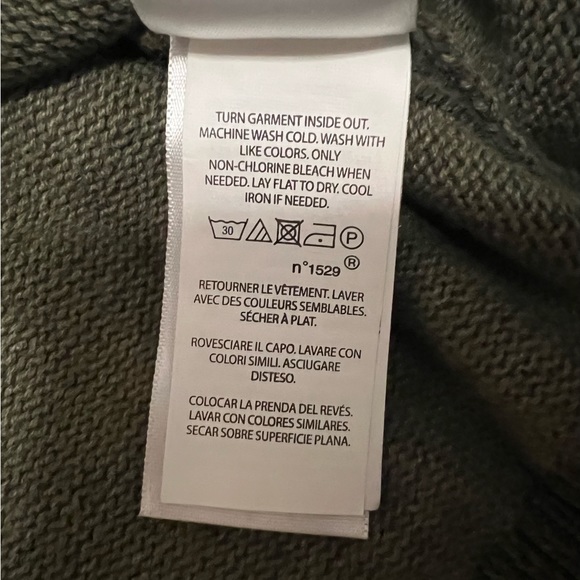 TURN GARMENT INSIDE OUT.
MACHINE WASH COLD. WASH WITH
LIKE COLORS. ONLY
NON-CHLORINE BLEACH WHEN
NEEDED. LAY FLAT TO DRY. COOL
IRON IF NEEDED.
30 P
n°1529 ®
RETOURNER LE VÊTEMENT. LAVER
AVEC DES COULEURS SEMBLABLES.
SÉCHER À PLAT.
ROVESCIARE IL CAPO. LAVARE CON
COLORI SIMILI. ASCIUGARE
DISTESO.
COLOCAR LA PRENDA DEL REVÉS.
LAVAR CON COLORES SIMILARES.
SECAR SOBRE SUPERFICIE PLANA.